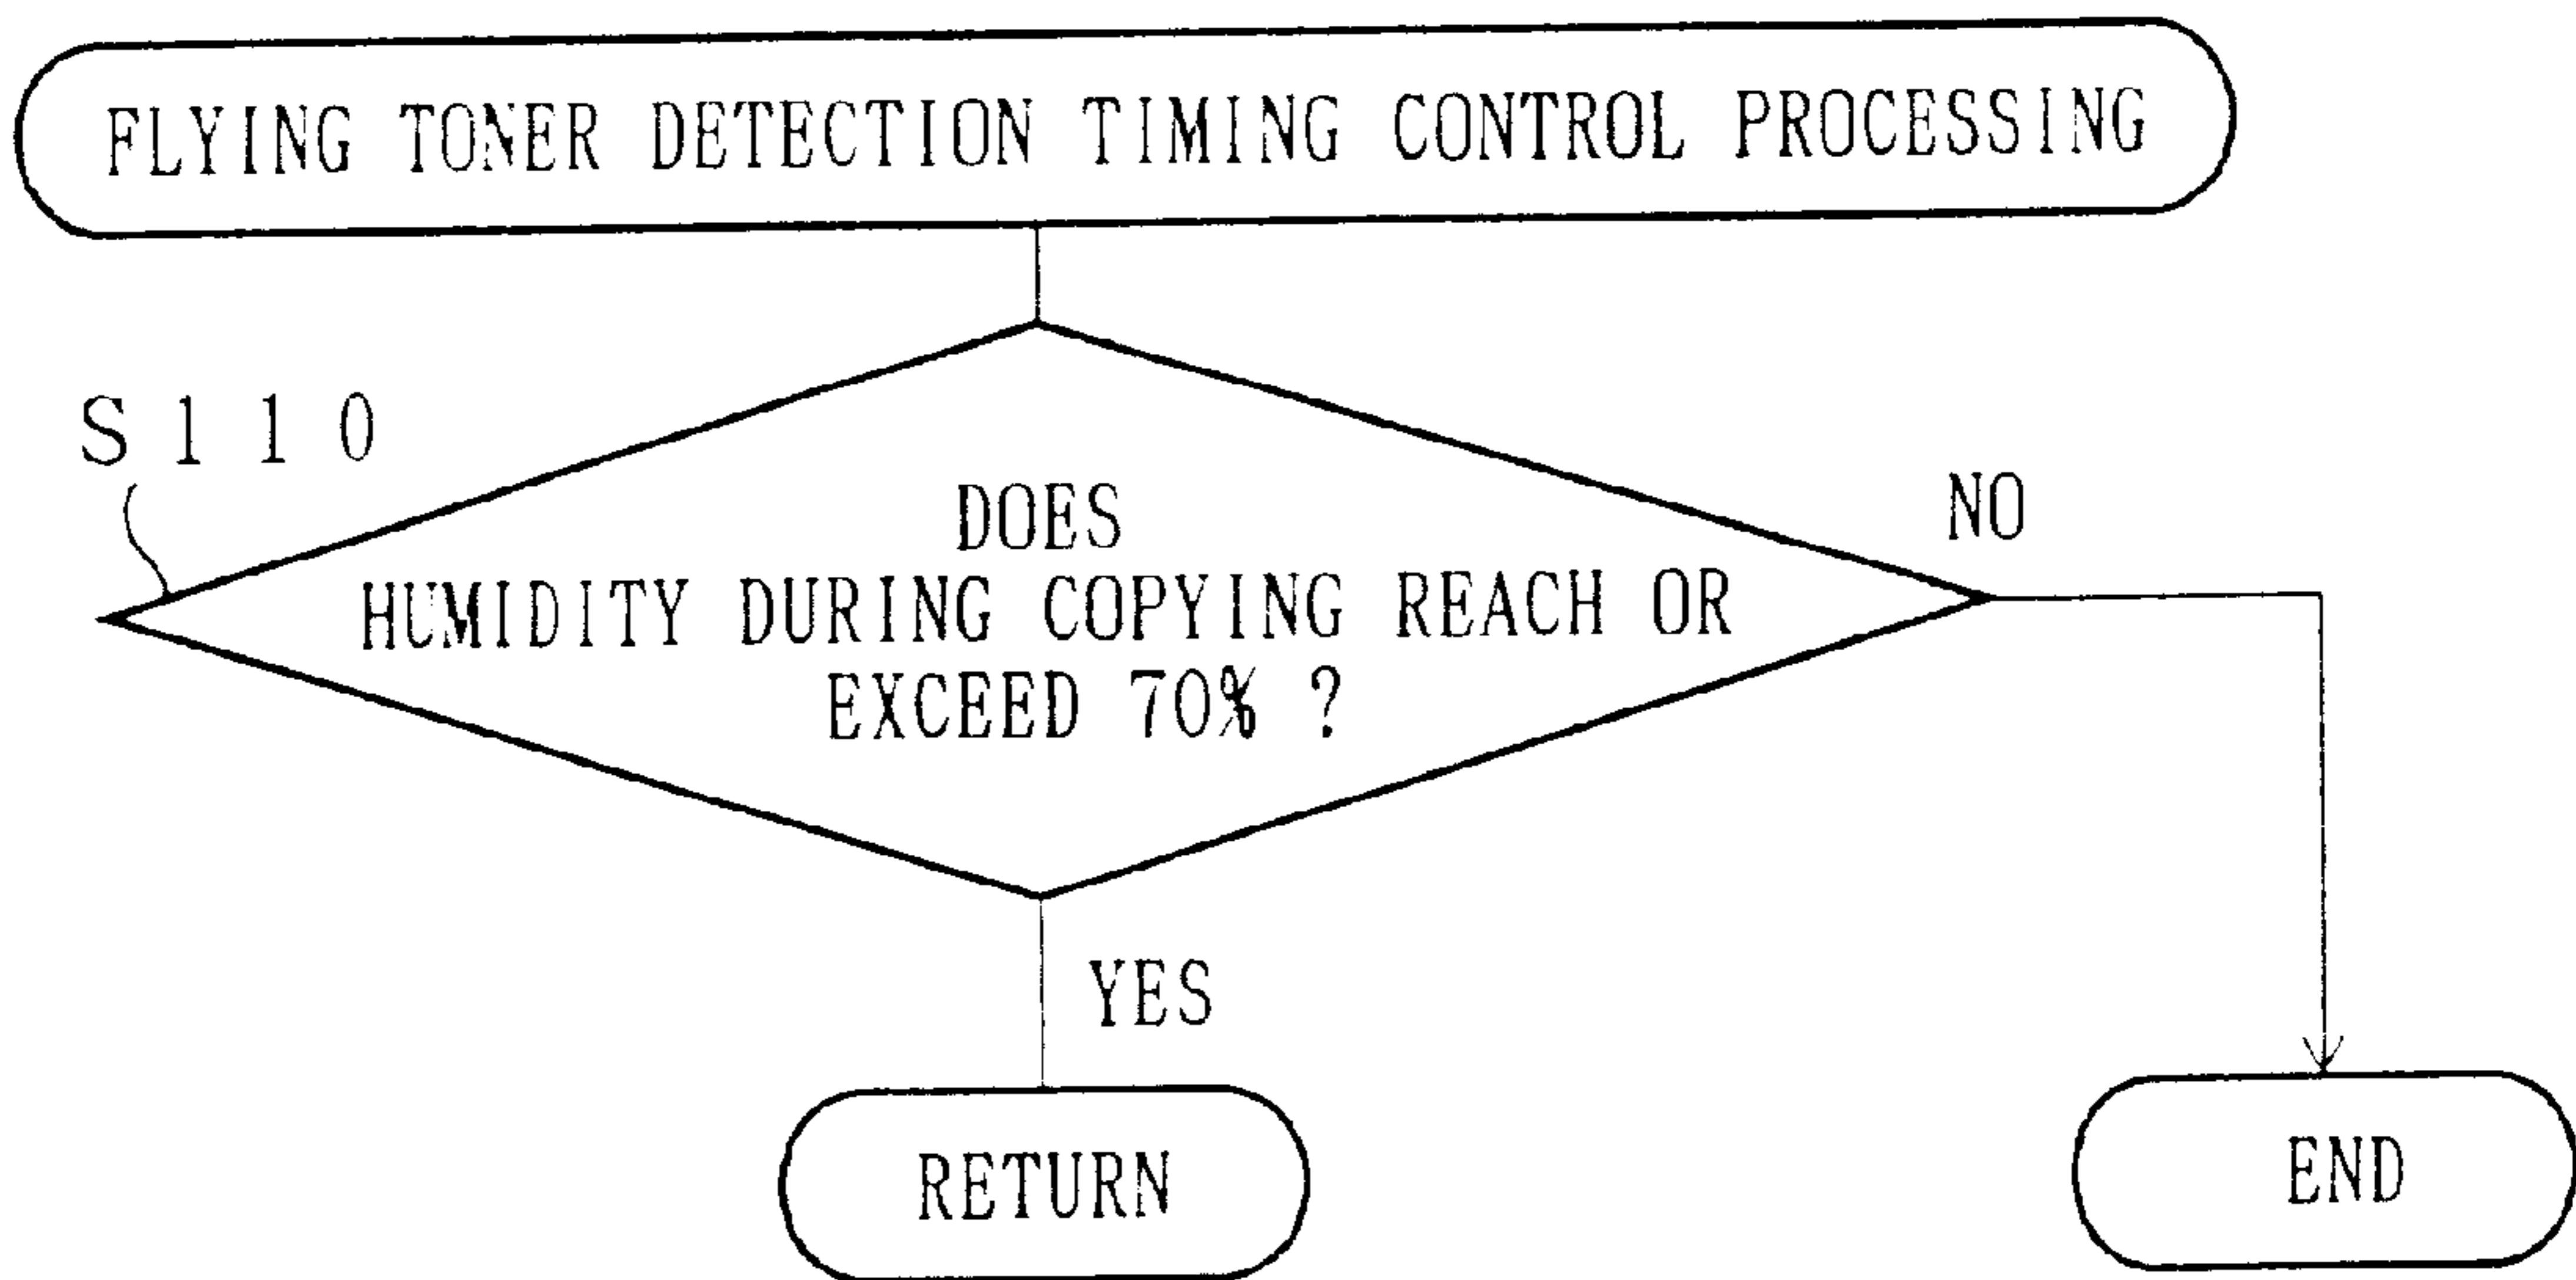 FLYING TONER DETECTION TIMING CONTROL PROCESSING
S110
DOES
HUMIDITY DURING COPYING REACH OR
EXCEED 70% ?
NO
YES
RETURN
END